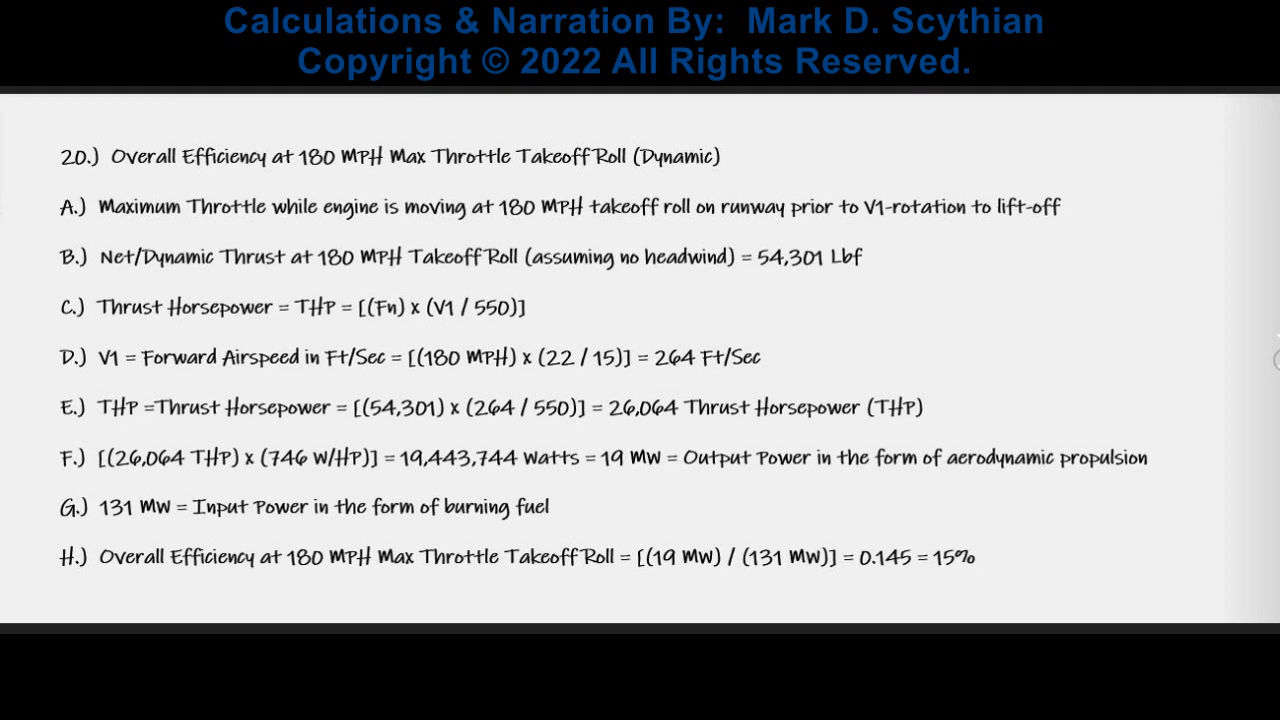 Calculations & Narration By:  Mark D. Scythian
Copyright © 2022 All Rights Reserved.
20.)  Overall Efficiency at 180 MPH Max Throttle Takeoff Roll (Dynamic)
A.)  Maximum Throttle while engine is moving at 180 MPH takeoff roll on runway prior to V1-rotation to lift-off
B.)  Net/Dynamic Thrust at 180 MPH Takeoff Roll (assuming no headwind) = 54,301 Lbf
C.)  Thrust Horsepower = THP = [(Fn) x (V1 / 550)]
D.)  V1 = Forward Airspeed in Ft/Sec = [(180 MPH) x (22 / 15)] = 264 Ft/Sec
E.)  THP =Thrust Horsepower = [(54,301) x (264 / 550)] = 26,064 Thrust Horsepower (THP)
F.)  [(26,064 THP) x (746 W/HP)] = 19,443,744 Watts = 19 MW = Output Power in the form of aerodynamic propulsion
G.)  131 MW = Input Power in the form of burning fuel
H.)  Overall Efficiency at 180 MPH Max Throttle Takeoff Roll = [(19 MW) / (131 MW)] = 0.145 = 15%